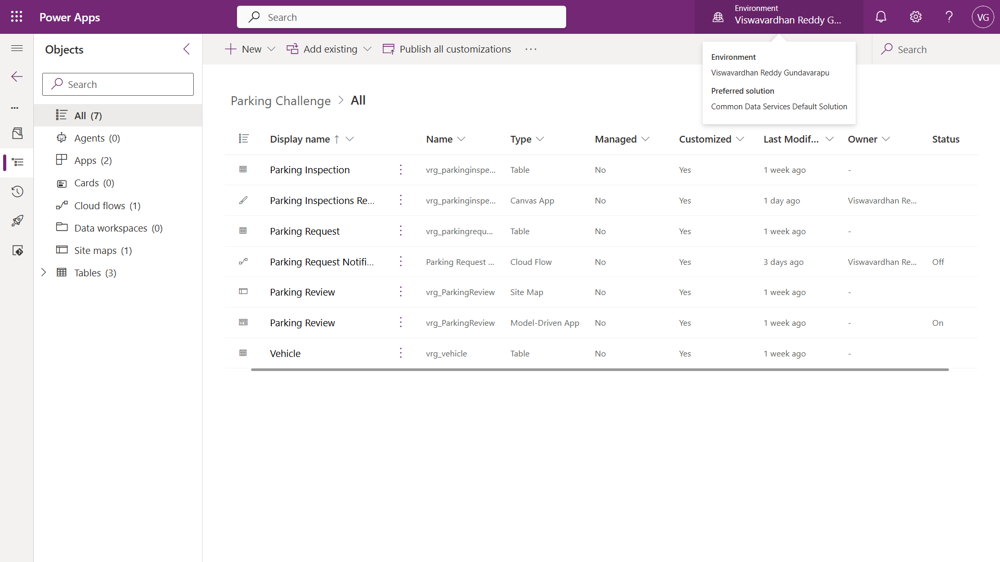 Power Apps
Search
Environment
Viswavardhan Reddy G...
VG
Objects
Search
All (7)
Agents (0)
Apps (2)
Cards (0)
Cloud flows (1)
Data workspaces (0)
Site maps (1)
Tables (3)
New
Add existing
Publish all customizations
Search
Environment
Viswavardhan Reddy Gundavarapu
Preferred solution
Common Data Services Default Solution
Parking Challenge > All
Display name ↑ Name Type Managed Customized Last Modif... Owner Status
Parking Inspection vrg_parkinginspe... Table No Yes 1 week ago -
Parking Inspections Re... vrg_parkinginspe... Canvas App No Yes 1 day ago Viswavardhan Re...
Parking Request vrg_parkingrequ... Table No Yes 1 week ago -
Parking Request Notifi... Parking Request ... Cloud Flow No Yes 3 days ago Viswavardhan Re... Off
Parking Review vrg_ParkingReview Site Map No Yes 1 week ago -
Parking Review vrg_ParkingReview Model-Driven App No Yes 1 week ago - On
Vehicle vrg_vehicle Table No Yes 1 week ago -